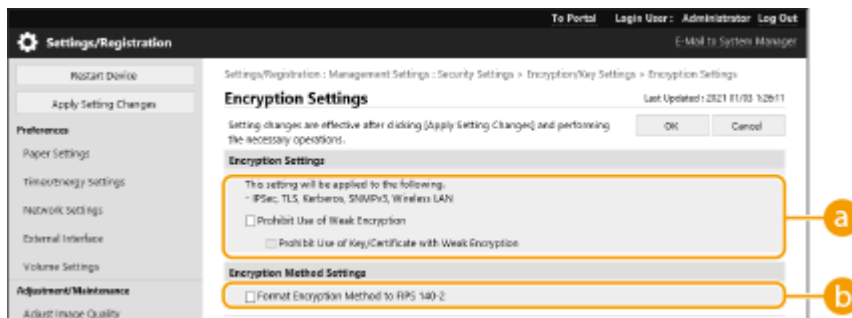 To Portal Login User: Administrator Log Out
Settings/Registration
E-Mail to System Manager
Restart Device
Apply Setting Changes
Preferences
Paper Settings
Timer/Energy Settings
Network Settings
External Interface
Volume Settings
Adjustment/Maintenance
Adjust Image Quality
Settings/Registration : Management Settings : Security Settings > Encryption/Key Settings > Encryption Settings
Encryption Settings
Last Updated : 2021 01/03 1:26:11
Setting changes are effective after clicking [Apply Setting Changes] and performing
the necessary operations.
OK
Cancel
Encryption Settings
This setting will be applied to the following.
- IPSec, TLS, Kerberos, SNMPv3, Wireless LAN
Prohibit Use of Weak Encryption
Prohibit Use of Key/Certificate with Weak Encryption
a
Encryption Method Settings
Format Encryption Method to FIPS 140-2
b